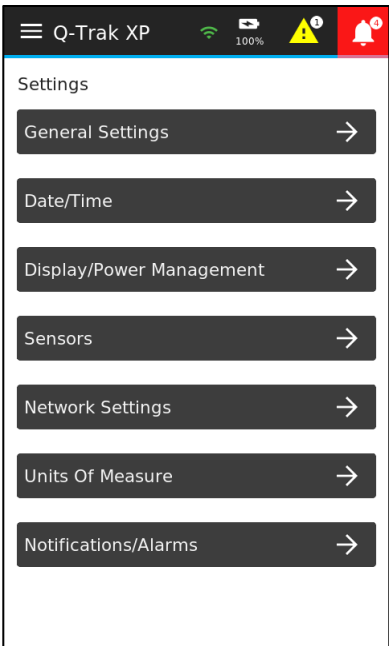 Q-Trak XP
100%
1
4
Settings
General Settings
Date/Time
Display/Power Management
Sensors
Network Settings
Units Of Measure
Notifications/Alarms